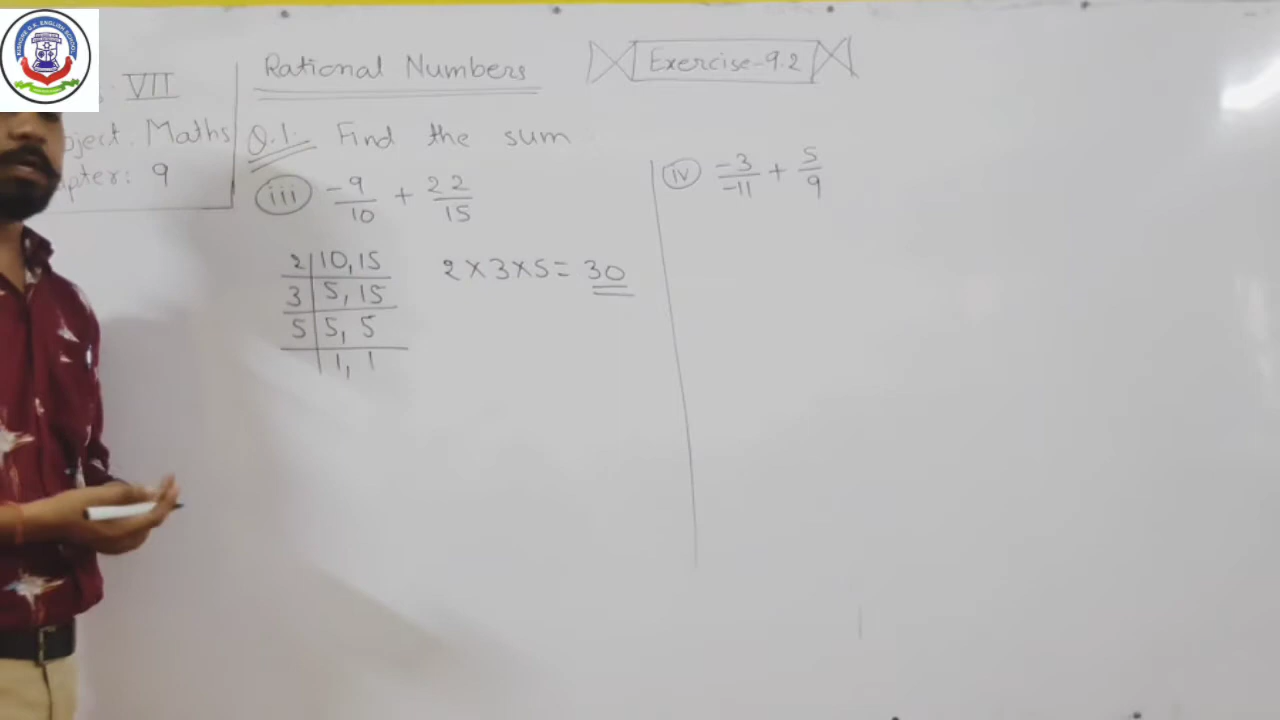 VII
Maths
Chapter: 9
Rational Numbers
Exercise-9.2
Q.1. Find the sum
iii -9/10 + 22/15
2 | 10, 15
3 | 5, 15
5 | 5, 5
1, 1
2×3×5= 30
iv -3/-11 + 5/9